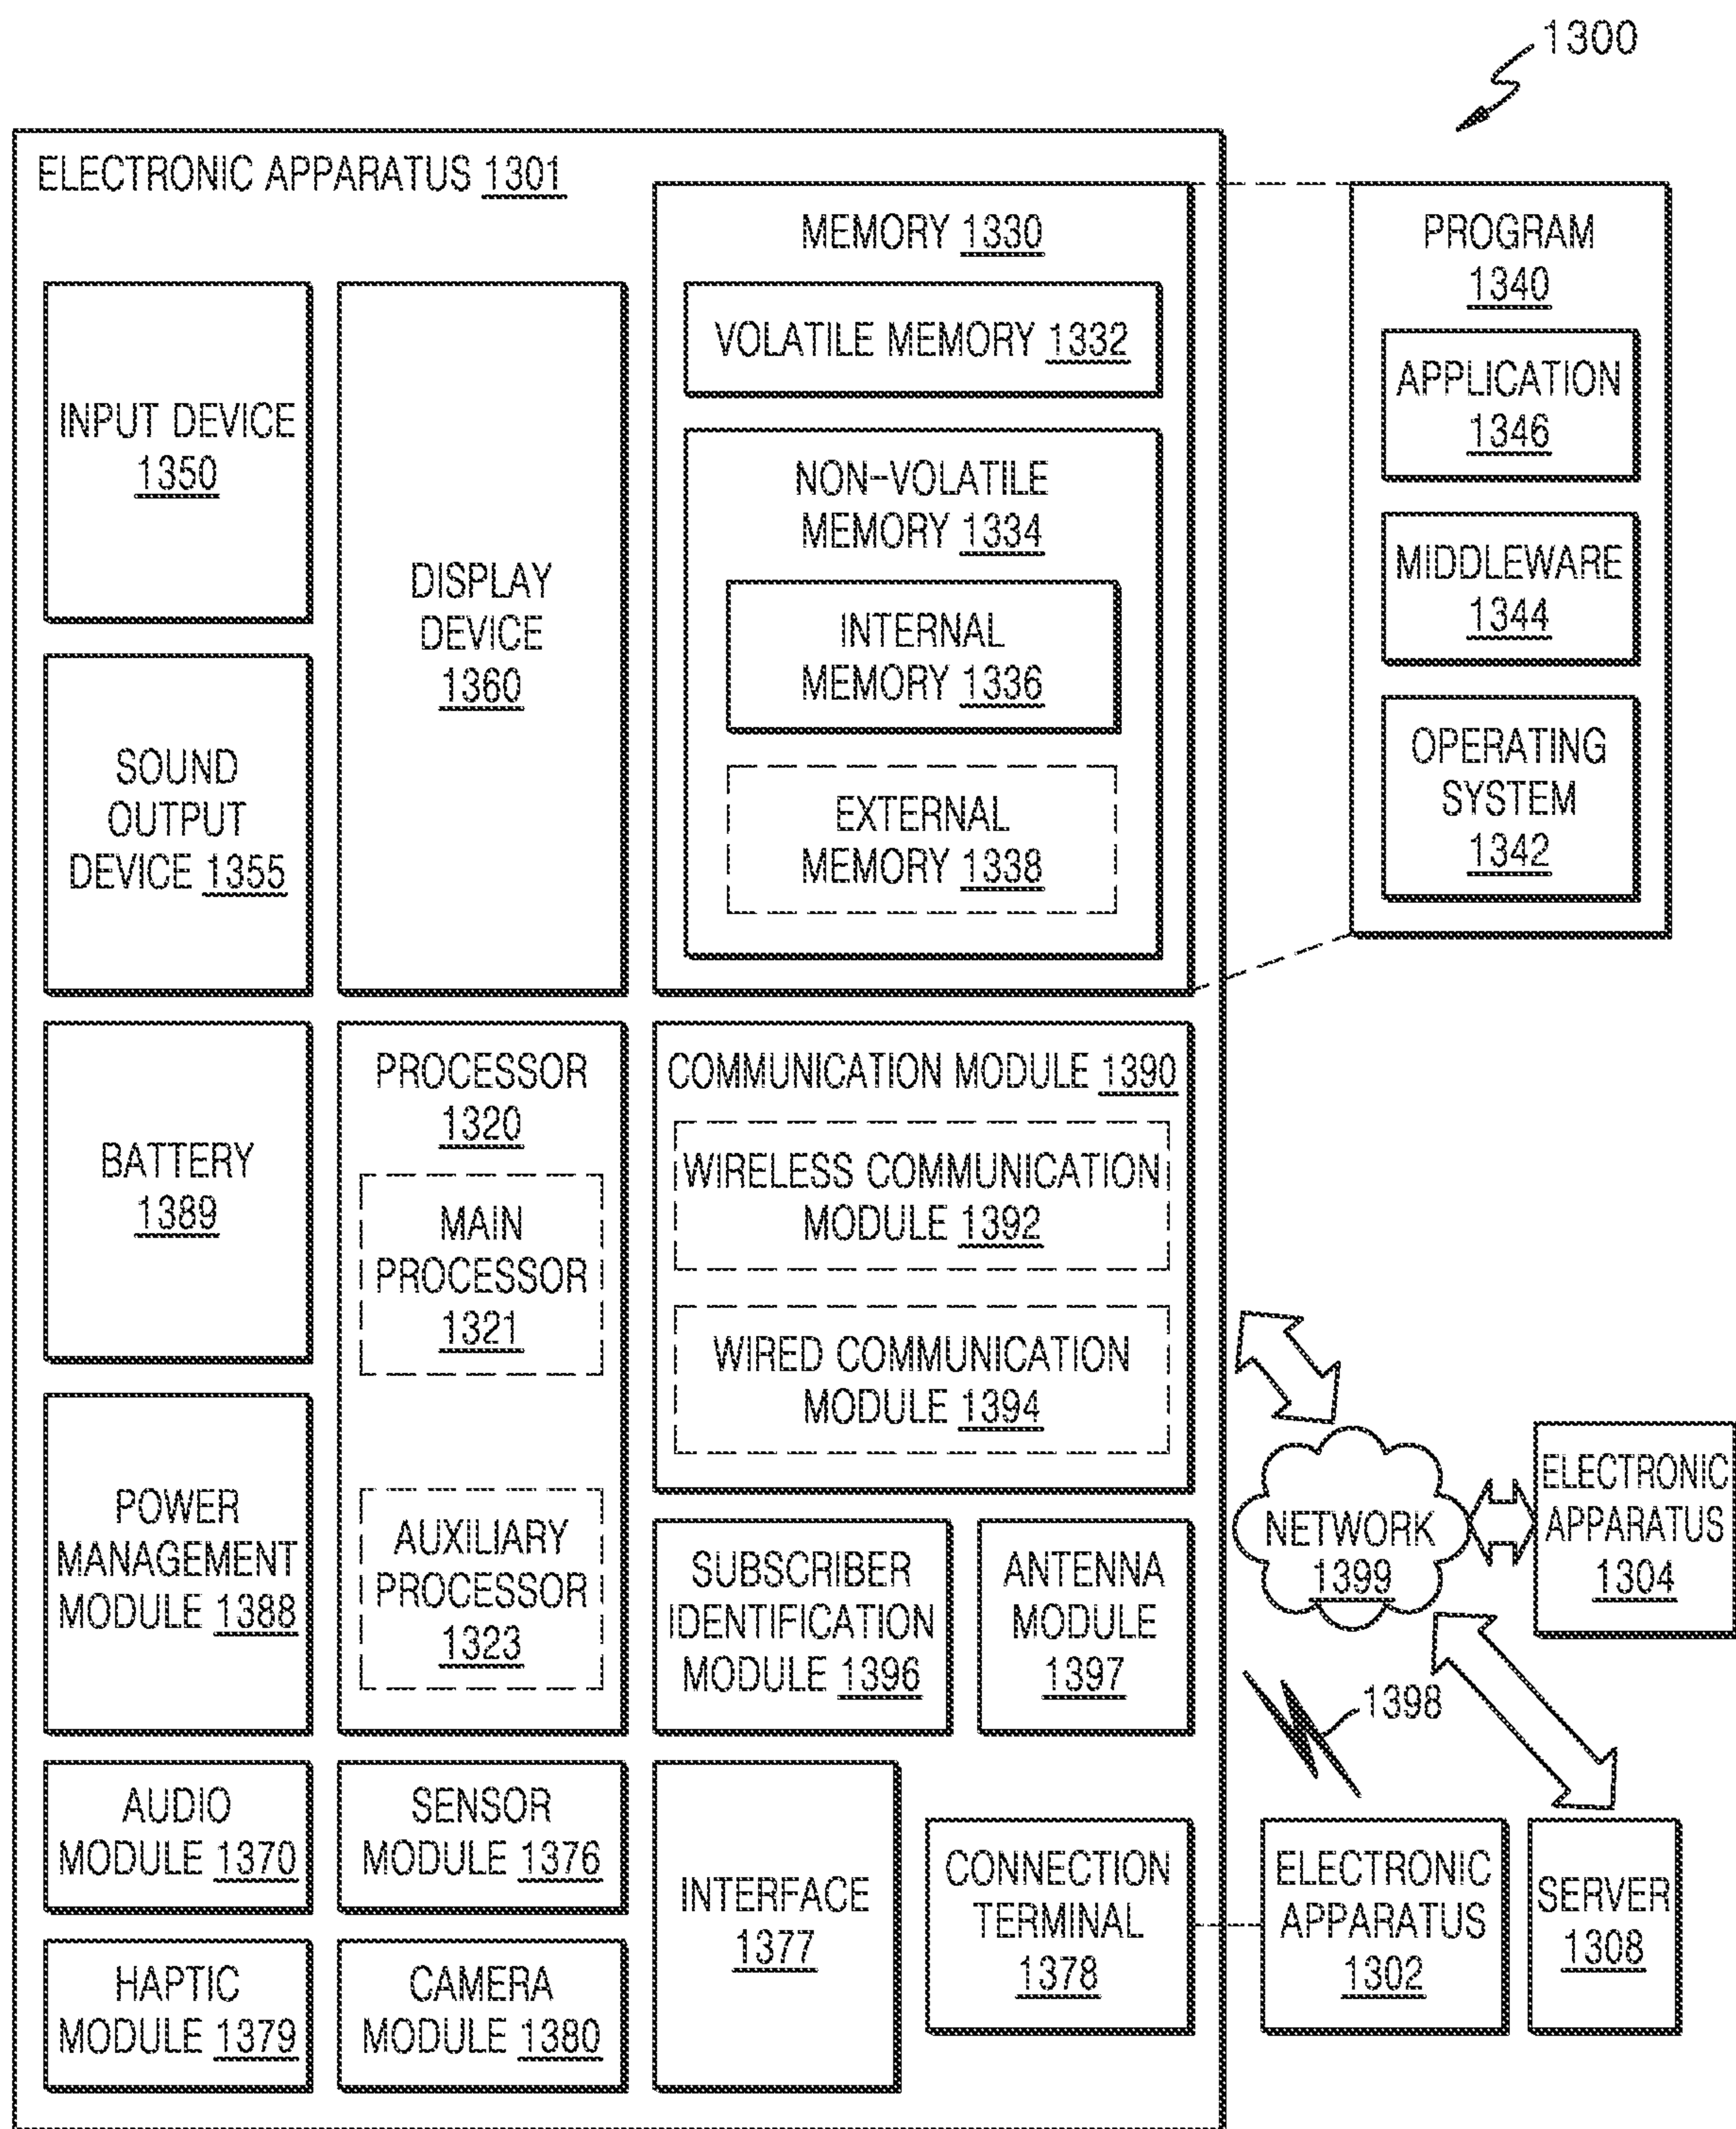 1300
ELECTRONIC APPARATUS 1301
INPUT DEVICE
1350
SOUND
OUTPUT
DEVICE 1355
DISPLAY
DEVICE
1360
MEMORY 1330
VOLATILE MEMORY 1332
NON-VOLATILE
MEMORY 1334
INTERNAL
MEMORY 1336
EXTERNAL
MEMORY 1338
PROGRAM
1340
APPLICATION
1346
MIDDLEWARE
1344
OPERATING
SYSTEM
1342
BATTERY
1389
POWER
MANAGEMENT
MODULE 1388
PROCESSOR
1320
MAIN
PROCESSOR
1321
AUXILIARY
PROCESSOR
1323
COMMUNICATION MODULE 1390
WIRELESS COMMUNICATION
MODULE 1392
WIRED COMMUNICATION
MODULE 1394
SUBSCRIBER
IDENTIFICATION
MODULE 1396
ANTENNA
MODULE
1397
NETWORK
1399
ELECTRONIC
APPARATUS
1304
1398
AUDIO
MODULE 1370
SENSOR
MODULE 1376
HAPTIC
MODULE 1379
CAMERA
MODULE 1380
INTERFACE
1377
CONNECTION
TERMINAL
1378
ELECTRONIC
APPARATUS
1302
SERVER
1308